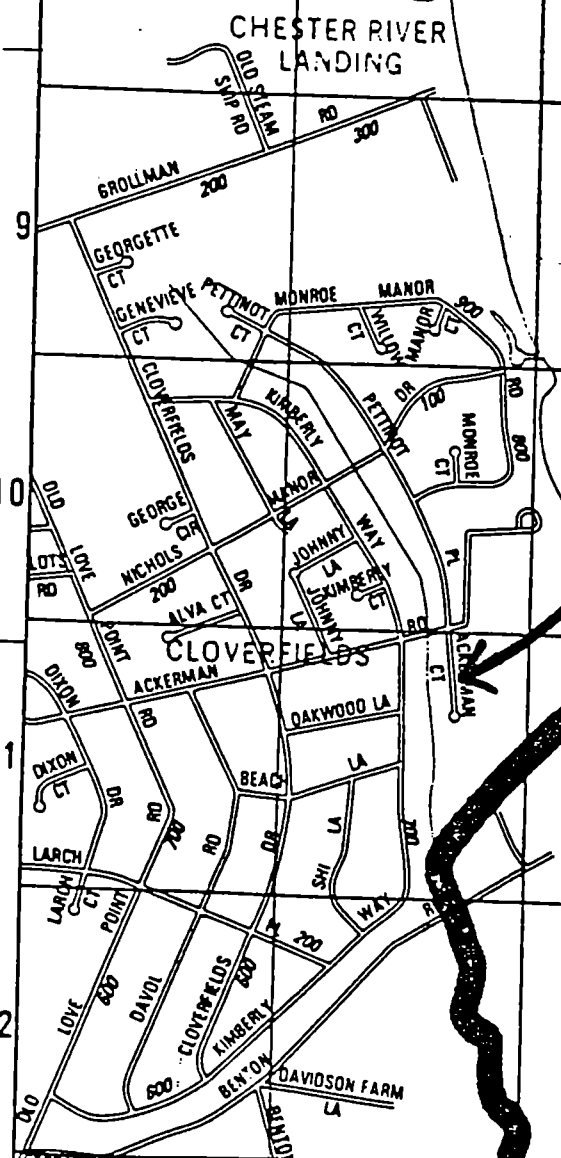 CHESTER RIVER
LANDING
OLD STEAM
SHIP RD
GROLLMAN
RD
200
300
9
GEORGETTE
CT
GENEVIEVE
CT
PETTINOT
CT
MONROE
MANOR
900
WILLOW
CT
MANOR
CT
CLOVERFIELDS
MAY
KIMBERLY
PETTINOT
DR
100
RD
MONROE
CT
800
10
OLD
LOVE
GEORGE
CIR
MANOR
LA
WAY
LOTS
RD
NICHOLS
200
DR
JOHNNY
LA
KIMBERLY
CT
JOHNNY
LA
PL
ALVA CT
800
POINT
CLOVERFIELDS
RD
ACKERMAN
CT
DIXON
ACKERMAN
RD
OAKWOOD LA
1
DIXON
CT
DR
RD
700
RD
BEACH
LA
DR
SHI
LA
700
LARCH
LARCH
CT
POINT
PL
200
WAY
R
2
LOVE
600
DAVOL
CLOVERFIELDS
600
KIMBERLY
600
BENTON
DAVIDSON FARM
LA
OLD
BENTON